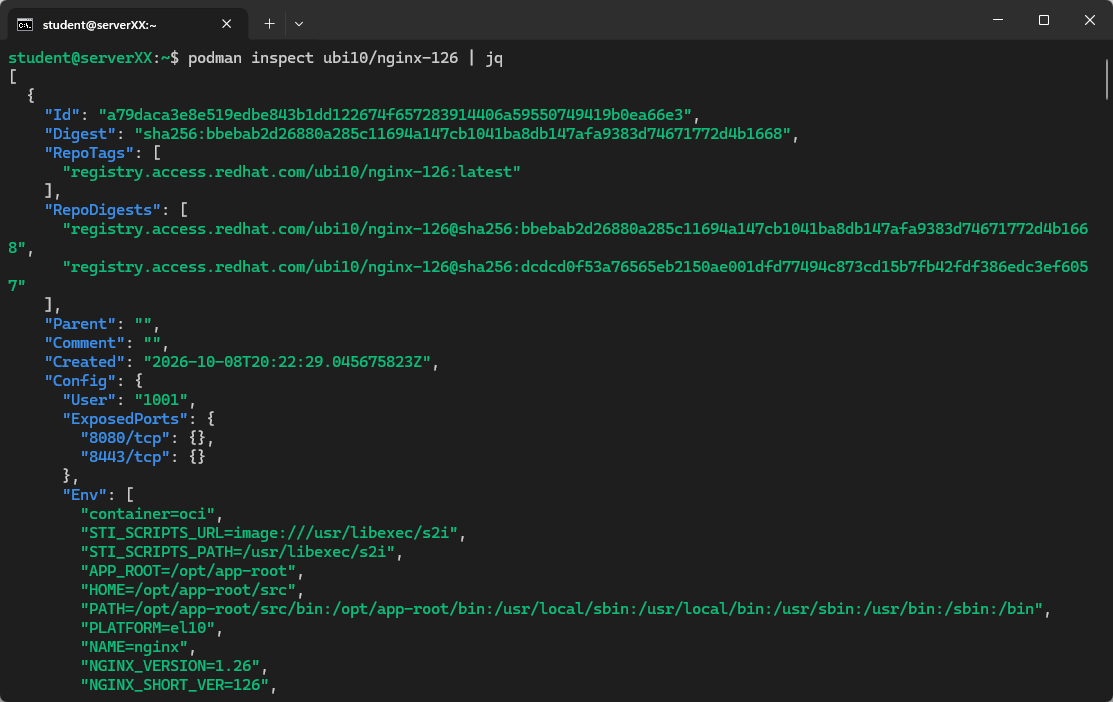 student@serverXX:~
student@serverXX:~$ podman inspect ubi10/nginx-126 | jq
[
  {
    "Id": "a79daca3e8e519edbe843b1dd122674f657283914406a59550749419b0ea66e3",
    "Digest": "sha256:bbebab2d26880a285c11694a147cb1041ba8db147afa9383d74671772d4b1668",
    "RepoTags": [
      "registry.access.redhat.com/ubi10/nginx-126:latest"
    ],
    "RepoDigests": [
      "registry.access.redhat.com/ubi10/nginx-126@sha256:bbebab2d26880a285c11694a147cb1041ba8db147afa9383d74671772d4b166
8",
      "registry.access.redhat.com/ubi10/nginx-126@sha256:dcdcd0f53a76565eb2150ae001dfd77494c873cd15b7fb42fdf386edc3ef605
7"
    ],
    "Parent": "",
    "Comment": "",
    "Created": "2026-10-08T20:22:29.045675823Z",
    "Config": {
      "User": "1001",
      "ExposedPorts": {
        "8080/tcp": {},
        "8443/tcp": {}
      },
      "Env": [
        "container=oci",
        "STI_SCRIPTS_URL=image:///usr/libexec/s2i",
        "STI_SCRIPTS_PATH=/usr/libexec/s2i",
        "APP_ROOT=/opt/app-root",
        "HOME=/opt/app-root/src",
        "PATH=/opt/app-root/src/bin:/opt/app-root/bin:/usr/local/sbin:/usr/local/bin:/usr/sbin:/usr/bin:/sbin:/bin",
        "PLATFORM=el10",
        "NAME=nginx",
        "NGINX_VERSION=1.26",
        "NGINX_SHORT_VER=126",